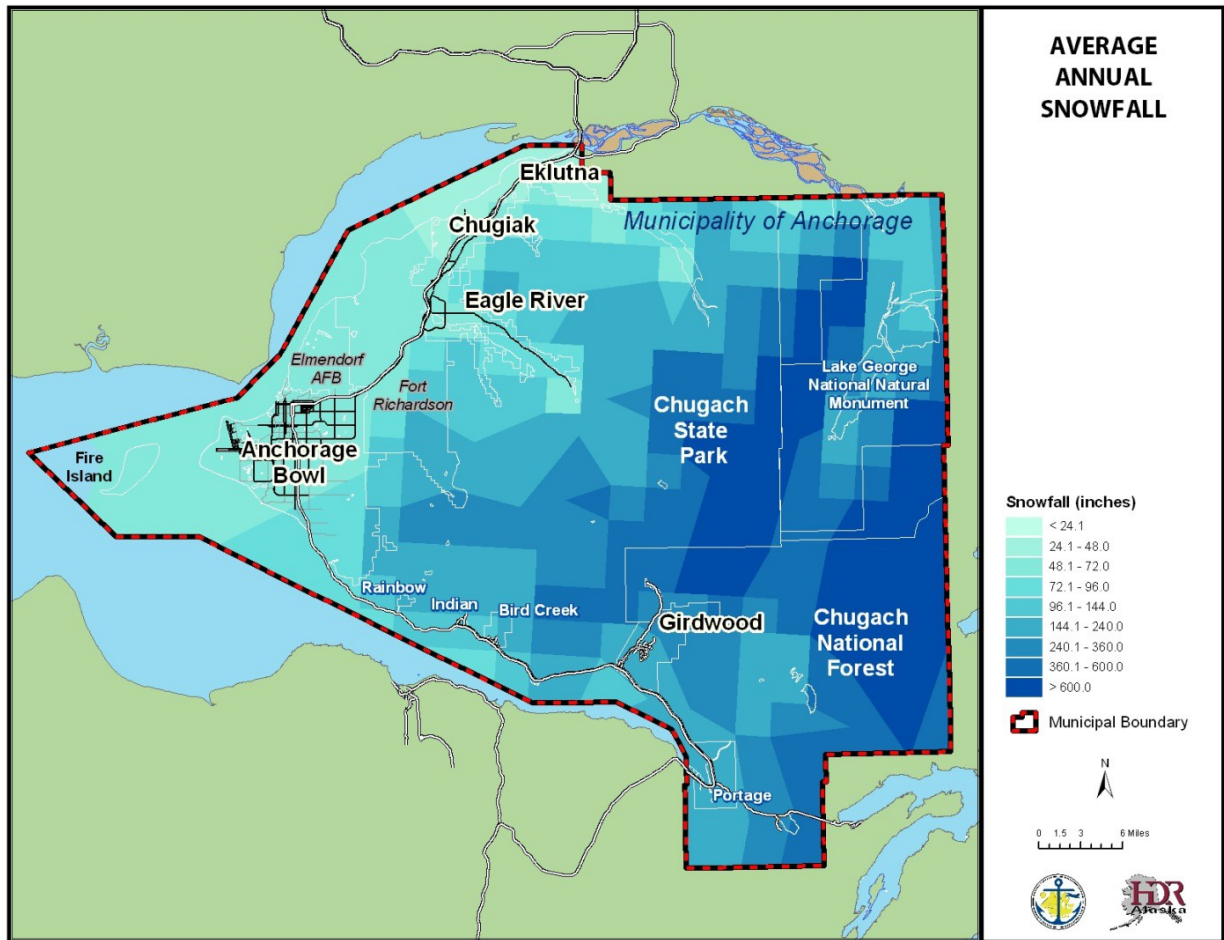 AVERAGE
ANNUAL
SNOWFALL
Eklutna
Municipality of Anchorage
Chugiak
Eagle River
Elmendorf
AFB
Fort
Richardson
Lake George
National Natural
Monument
Chugach
State
Park
Anchorage
Bowl
Fire
Island
Rainbow
Indian
Bird Creek
Girdwood
Chugach
National
Forest
Portage
Snowfall (inches)
< 24.1
24.1 - 48.0
48.1 - 72.0
72.1 - 96.0
96.1 - 144.0
144.1 - 240.0
240.1 - 360.0
360.1 - 600.0
> 600.0
Municipal Boundary
N
0 1.5 3 6 Miles
HDR
Alaska